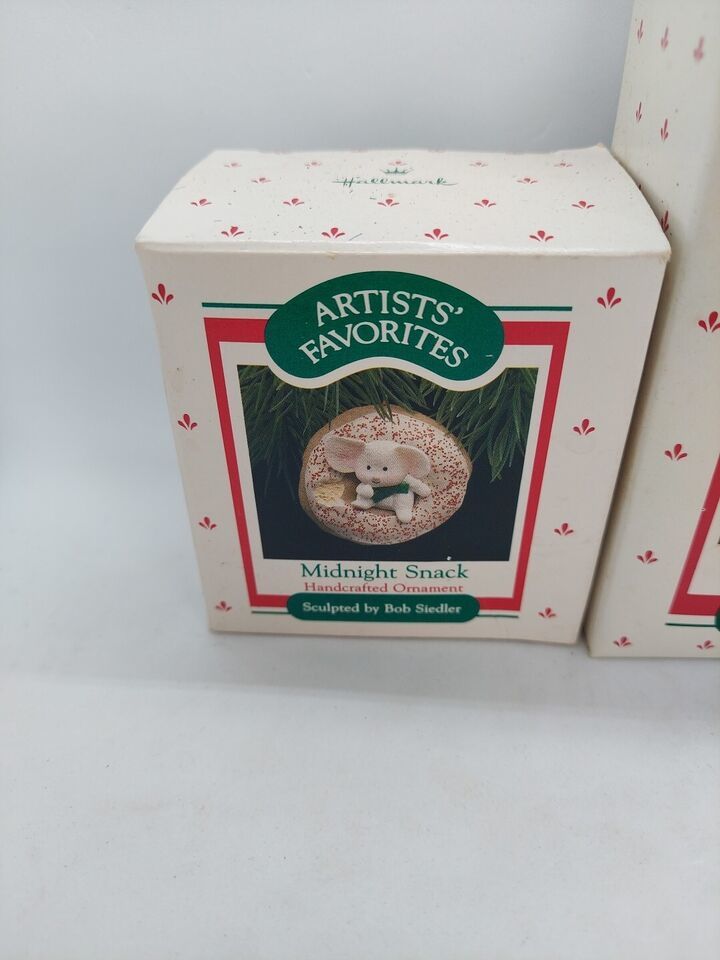 Hallmark
ARTISTS'
FAVORITES
Midnight Snack
Handcrafted Ornament
Sculpted by Bob Siedler